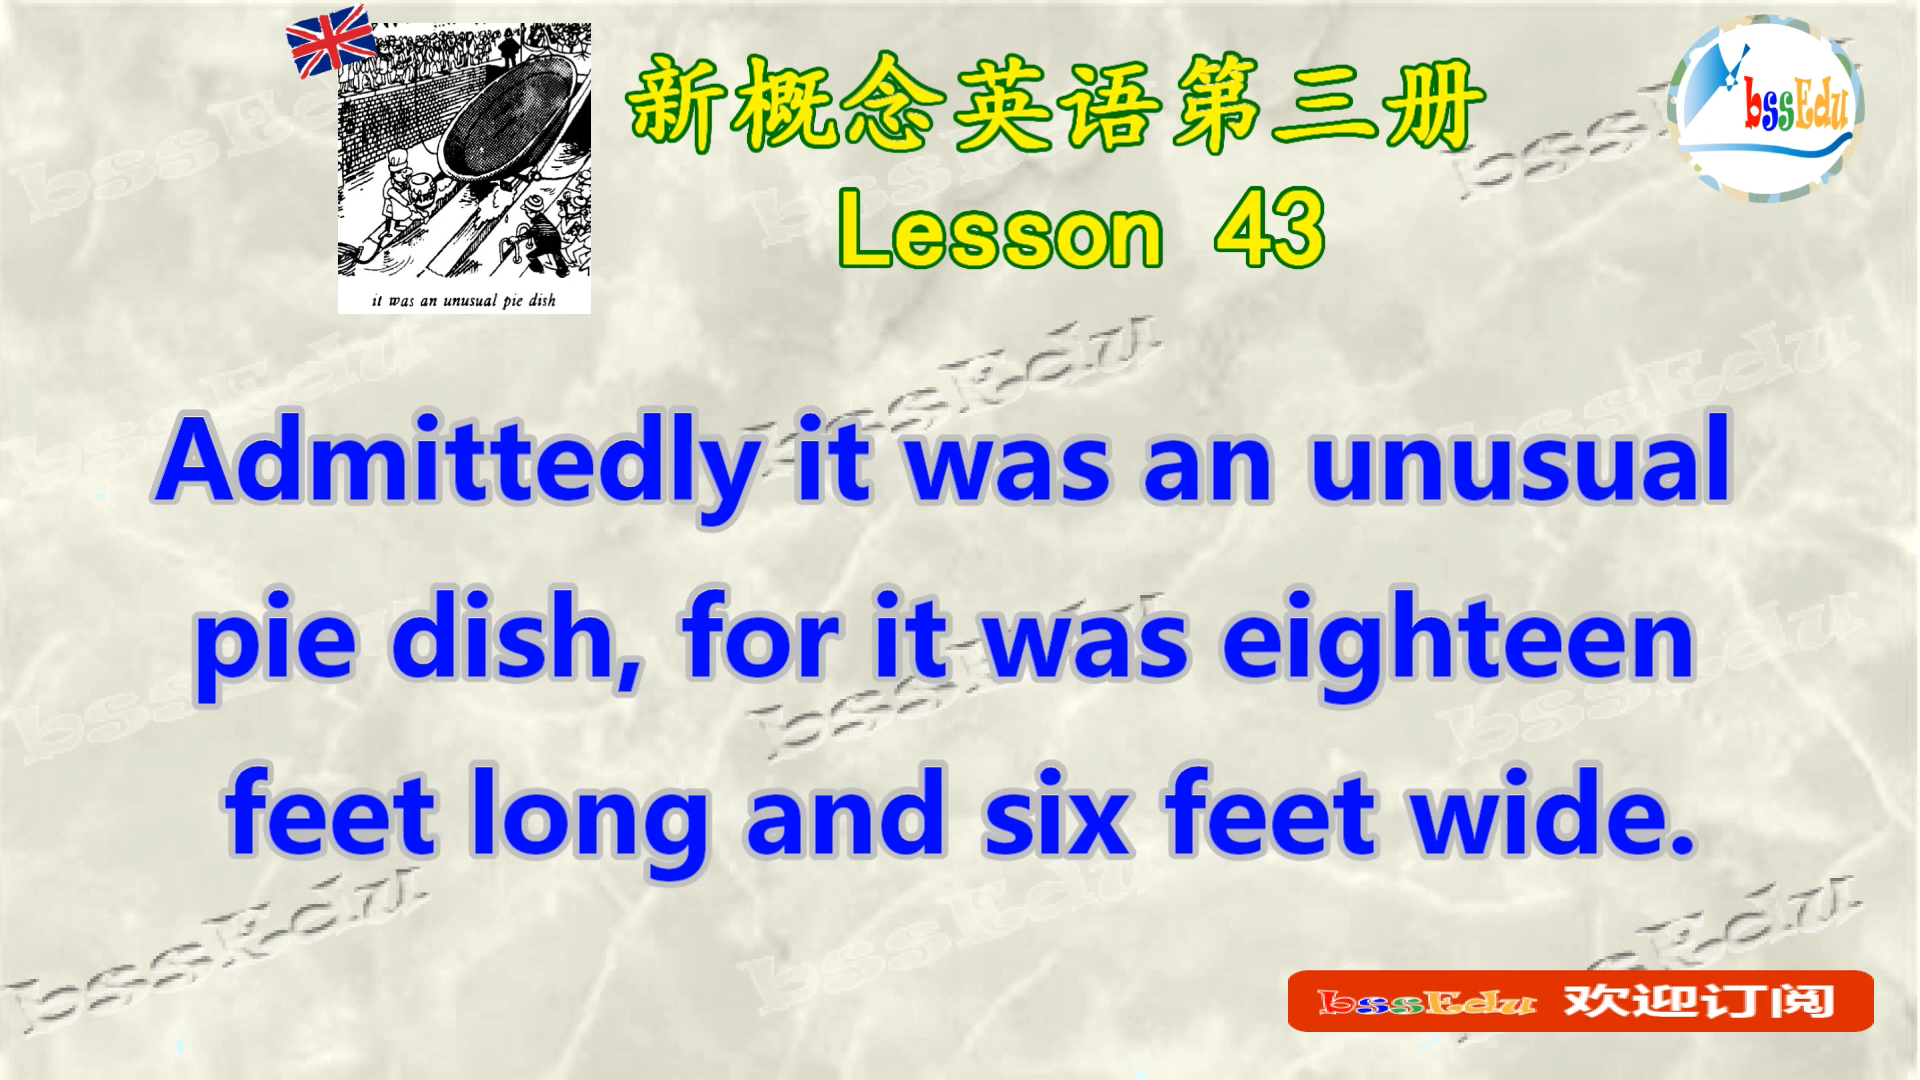 新概念英语第三册
bssEdu
Lesson 43
it was an unusual pie dish
Admittedly it was an unusual
pie dish, for it was eighteen
feet long and six feet wide.
bssEdu 欢迎订阅